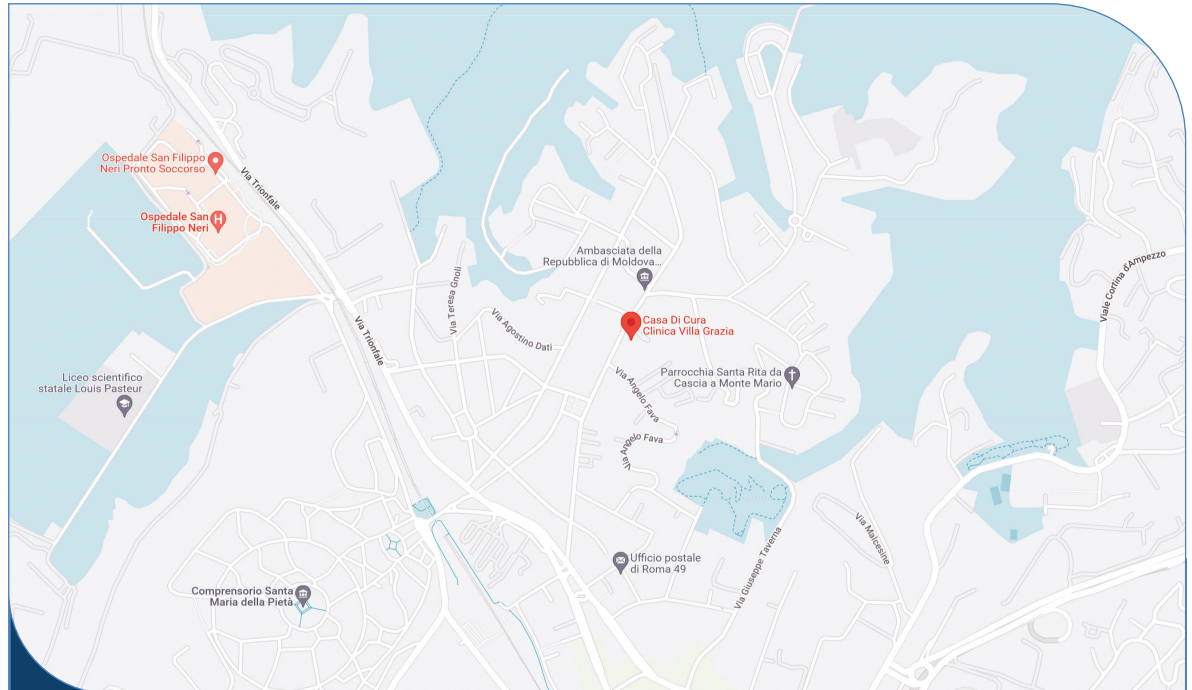 Ospedale San Filippo
Neri Pronto Soccorso
Via Trionfale
Ospedale San
Filippo Neri
H
Ambasciata della
Repubblica di Moldova...
Viale Cortina d'Ampezzo
Via Teresa Gnoli
Via Agostino Dati
Via Trionfale
Casa Di Cura
Clinica Villa Grazia
Liceo scientifico
statale Louis Pasteur
Via Angelo Fava
Parrocchia Santa Rita da
Cascia a Monte Mario
Via Angelo Fava
Via Malcesine
Ufficio postale
di Roma 49
Via Giuseppe Taverna
Comprensorio Santa
Maria della Pietà